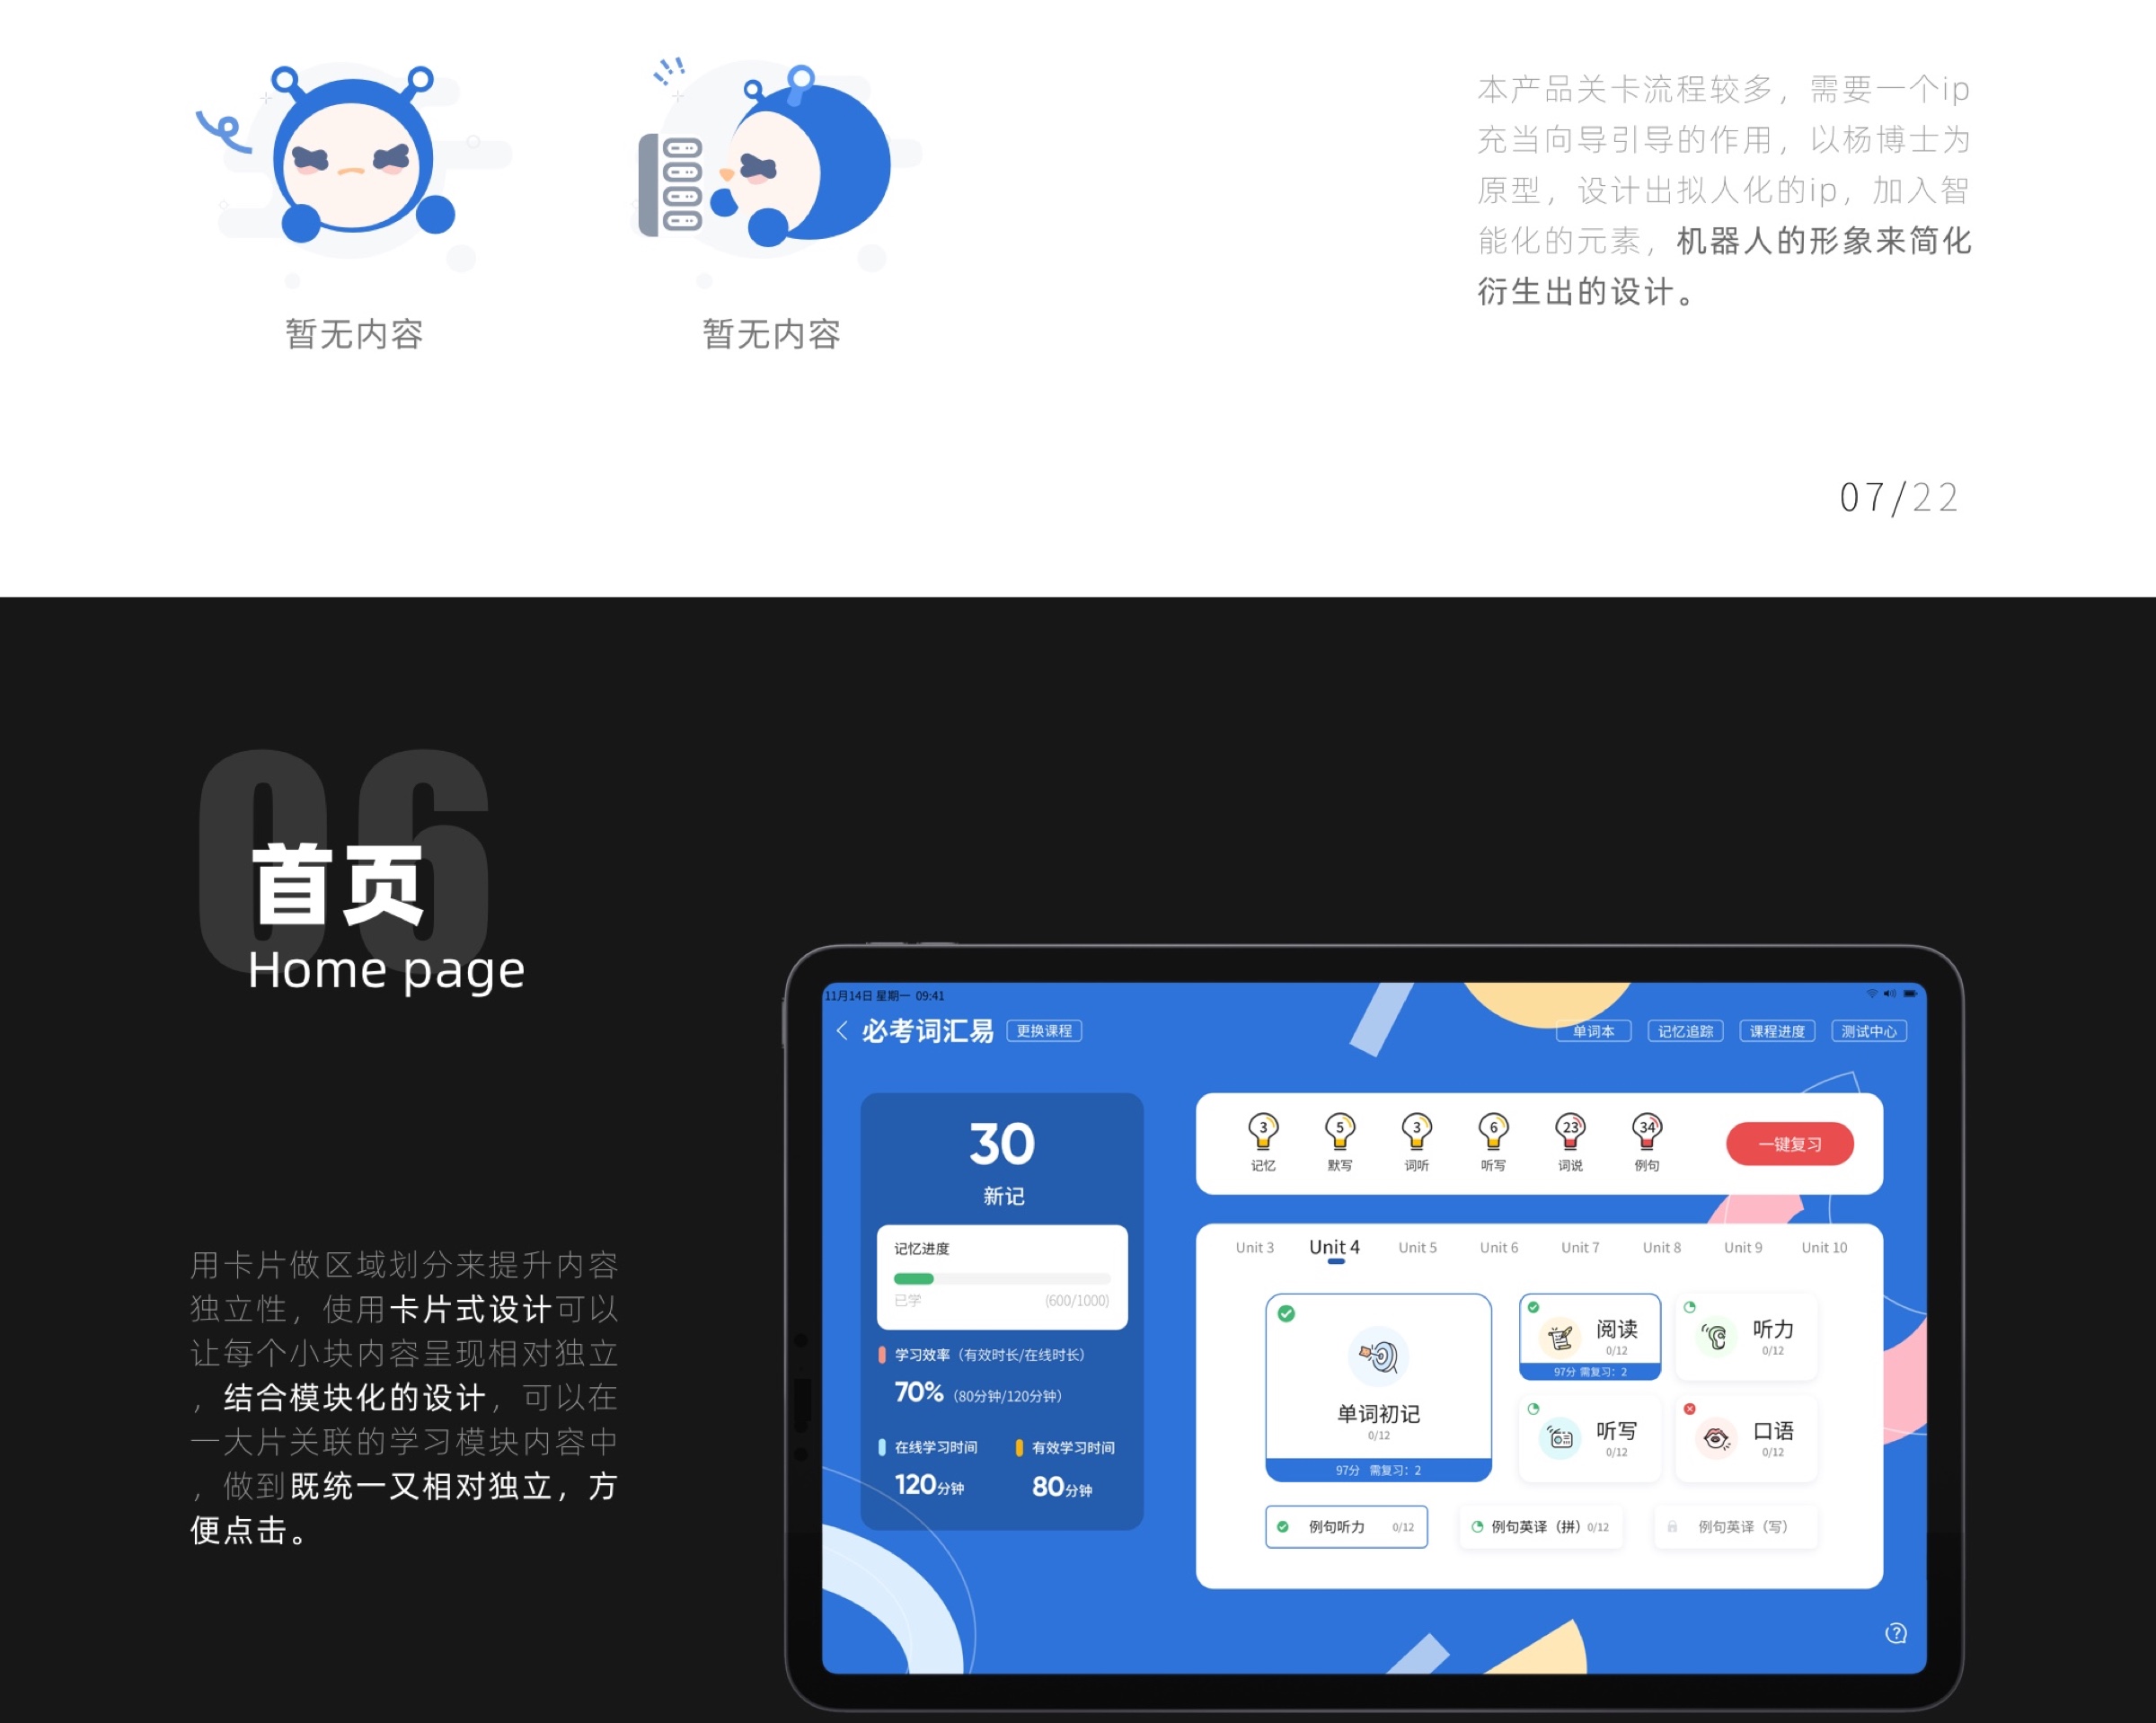 本产品关卡流程较多，需要一个ip
充当向导引导的作用，以杨博士为
原型，设计出拟人化的ip，加入智
能化的元素，机器人的形象来简化
衍生出的设计。
暂无内容
暂无内容
07/22
06
首页
Home page
用卡片做区域划分来提升内容
独立性，使用卡片式设计可以
让每个小块内容呈现相对独立
，结合模块化的设计，可以在
一大片关联的学习模块内容中
，做到既统一又相对独立，方
便点击。
11月14日 星期一 09:41
必考词汇易
更换课程
单词本
记忆追踪
课程进度
测试中心
30
新记
记忆进度
已学 (600/1000)
学习效率（有效时长/在线时长）
70%（80分钟/120分钟）
在线学习时间 有效学习时间
120分钟 80分钟
3 5 3 6 23 34
记忆 默写 词听 听写 词说 例句
一键复习
Unit 3 Unit 4 Unit 5 Unit 6 Unit 7 Unit 8 Unit 9 Unit 10
单词初记
0/12
97分 需复习：2
阅读
0/12
97分 需复习：2
听力
0/12
听写
0/12
口语
0/12
例句听力 0/12
例句英译（拼）0/12
例句英译（写）
?